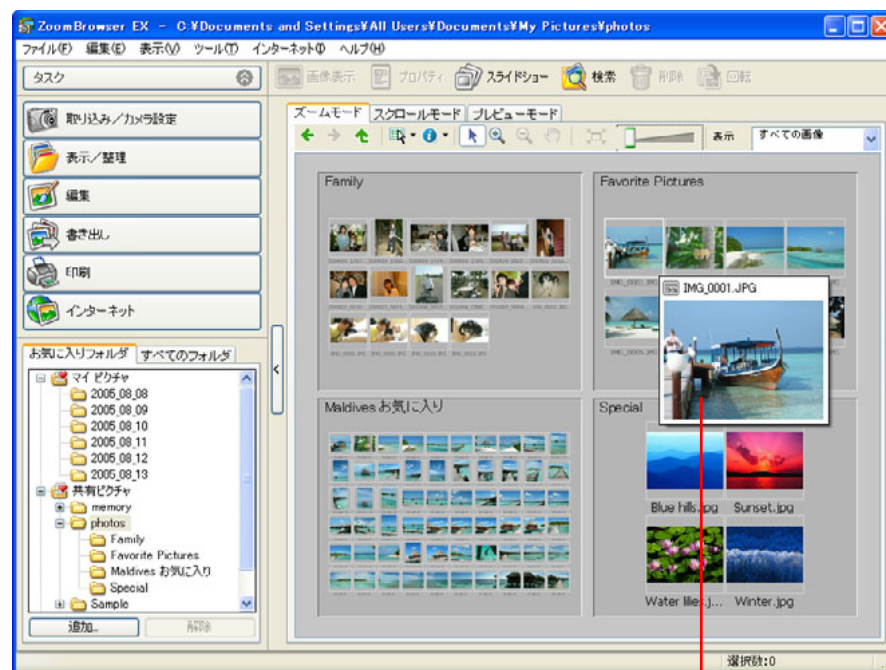 ZoomBrowser EX - C:¥Documents and Settings¥All Users¥Documents¥My Pictures¥photos
ファイル(F) 編集(E) 表示(V) ツール(T) インターネット(I) ヘルプ(H)
タスク
画像表示 プロパティ スライドショー 検索 削除 回転
取り込み/カメラ設定
表示/整理
編集
書き出し
印刷
インターネット
ズームモード スクロールモード プレビューモード
表示 すべての画像
Family
Favorite Pictures
IMG_0001.JPG
Maldives お気に入り
Special
Blue hills.jpg Sunset.jpg
Water lilies.j... Winter.jpg
お気に入りフォルダ すべてのフォルダ
マイ ピクチャ
2005_08_08
2005_08_09
2005_08_10
2005_08_11
2005_08_12
2005_08_13
共有ピクチャ
memory
photos
Family
Favorite Pictures
Maldives お気に入り
Special
Sample
追加... 解除
選択数:0